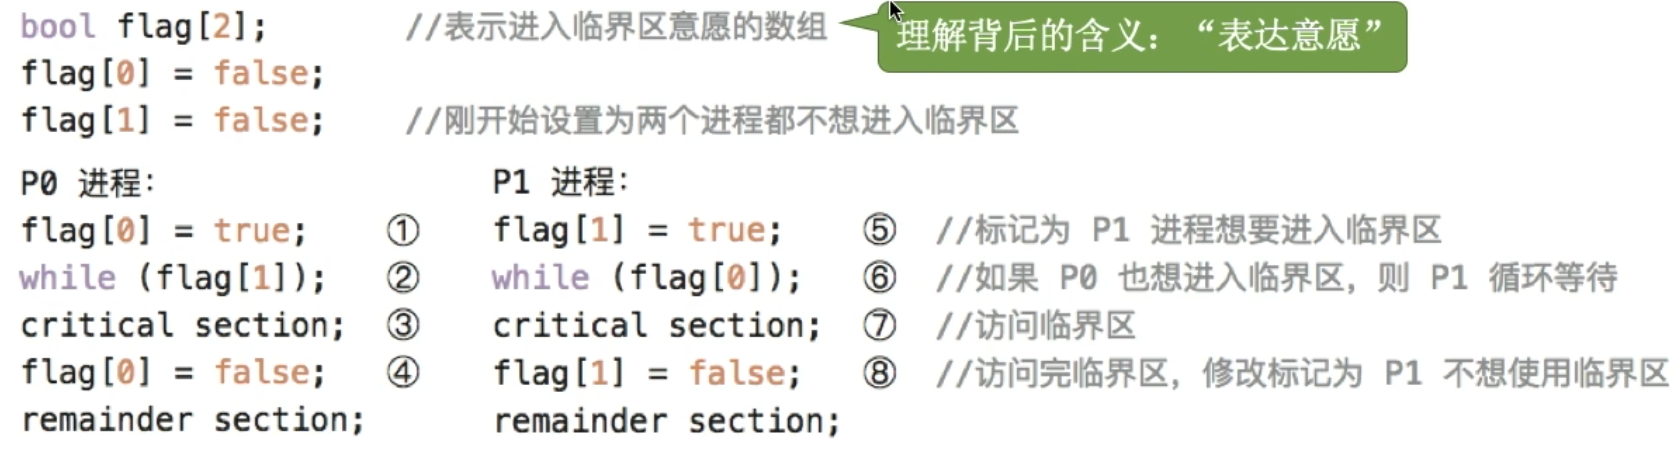 bool flag[2]; //表示进入临界区意愿的数组 理解背后的含义：“表达意愿”
flag[0] = false;
flag[1] = false; //刚开始设置为两个进程都不想进入临界区
P0 进程： P1 进程：
flag[0] = true; ① flag[1] = true; ⑤ //标记为 P1 进程想要进入临界区
while (flag[1]); ② while (flag[0]); ⑥ //如果 P0 也想进入临界区，则 P1 循环等待
critical section; ③ critical section; ⑦ //访问临界区
flag[0] = false; ④ flag[1] = false; ⑧ //访问完临界区，修改标记为 P1 不想使用临界区
remainder section; remainder section;